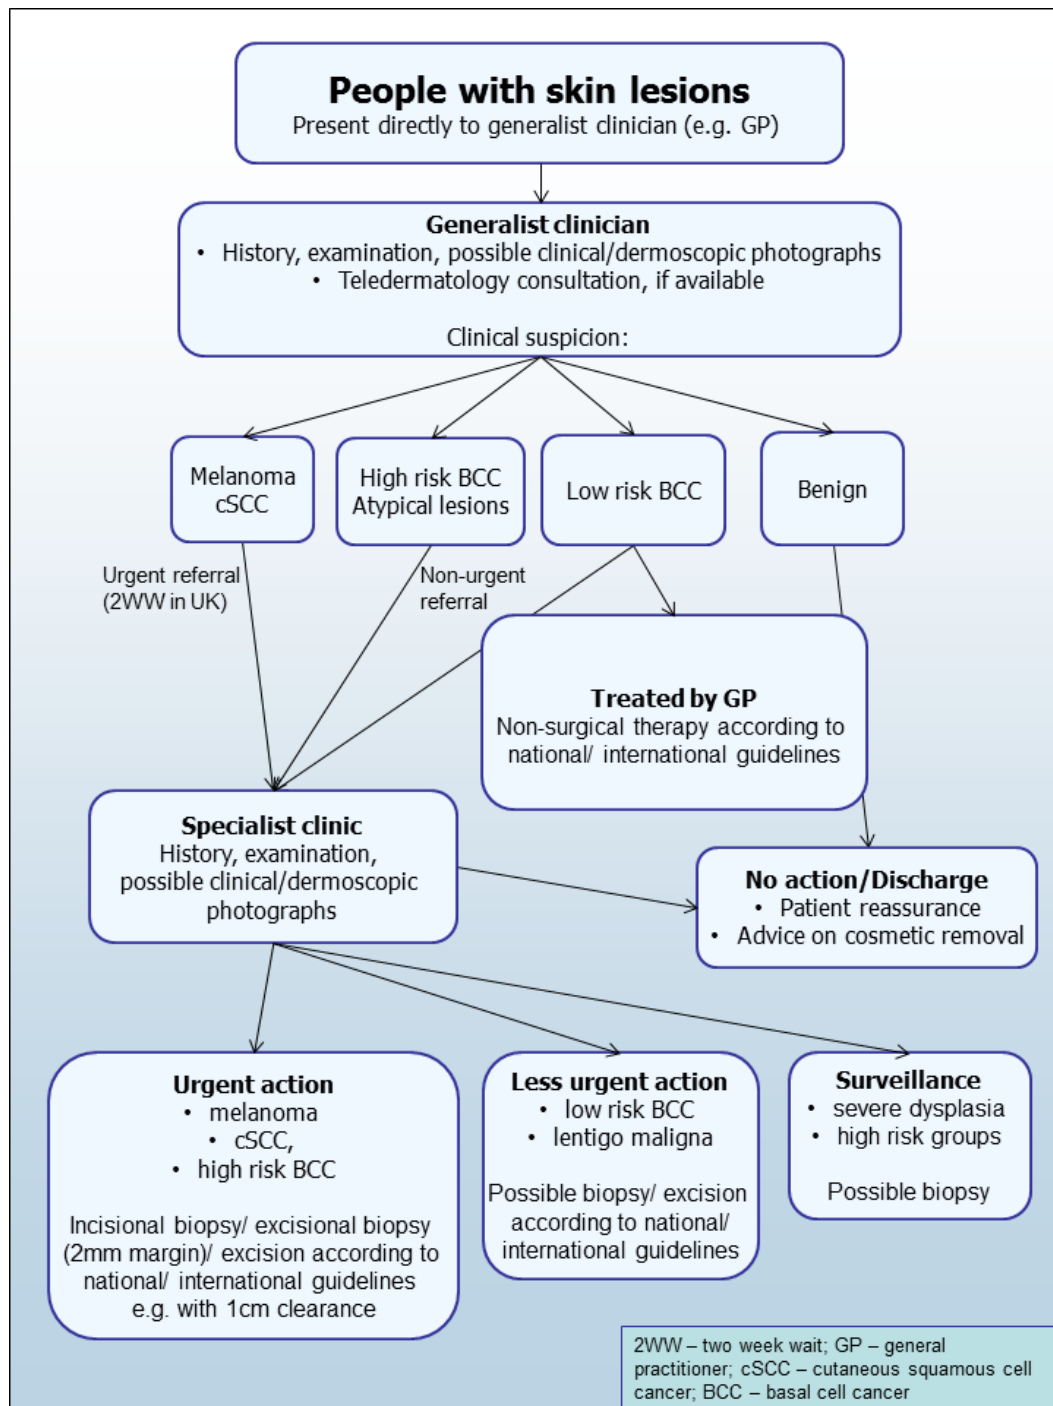 People with skin lesions
Present directly to generalist clinician (e.g. GP)
Generalist clinician
• History, examination, possible clinical/dermoscopic photographs
• Teledermatology consultation, if available
Clinical suspicion:
Melanoma
cSCC
High risk BCC
Atypical lesions
Low risk BCC
Benign
Urgent referral
(2WW in UK)
Non-urgent
referral
Treated by GP
Non-surgical therapy according to
national/ international guidelines
Specialist clinic
History, examination,
possible clinical/dermoscopic
photographs
No action/Discharge
• Patient reassurance
• Advice on cosmetic removal
Urgent action
• melanoma
• cSCC,
• high risk BCC
Incisional biopsy/ excisional biopsy
(2mm margin)/ excision according to
national/ international guidelines
e.g. with 1cm clearance
Less urgent action
• low risk BCC
• lentigo maligna
Possible biopsy/ excision
according to national/
international guidelines
Surveillance
• severe dysplasia
• high risk groups
Possible biopsy
2WW – two week wait; GP – general
practitioner; cSCC – cutaneous squamous cell
cancer; BCC – basal cell cancer